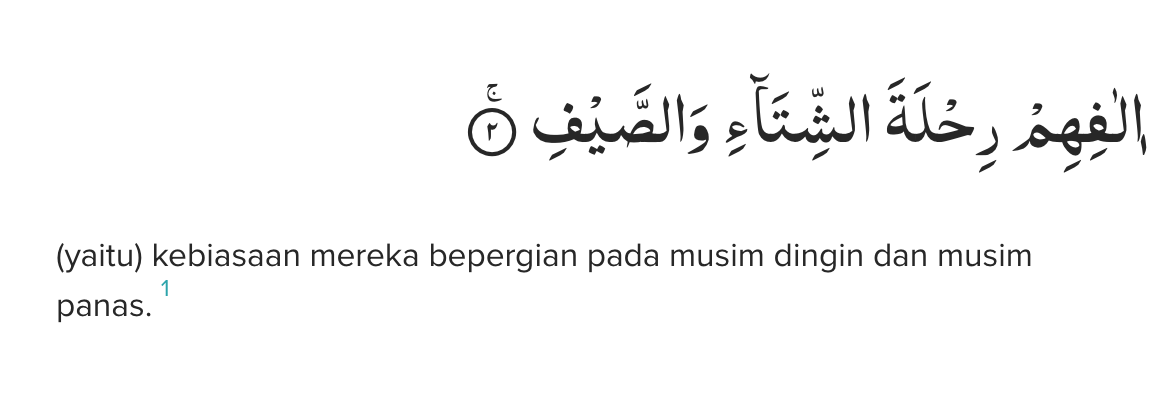 اٖلٰفِهِمْ رِحْلَةَ الشِّتَاۤءِ وَالصَّيْفِۚ ٢
(yaitu) kebiasaan mereka bepergian pada musim dingin dan musim
panas. 1